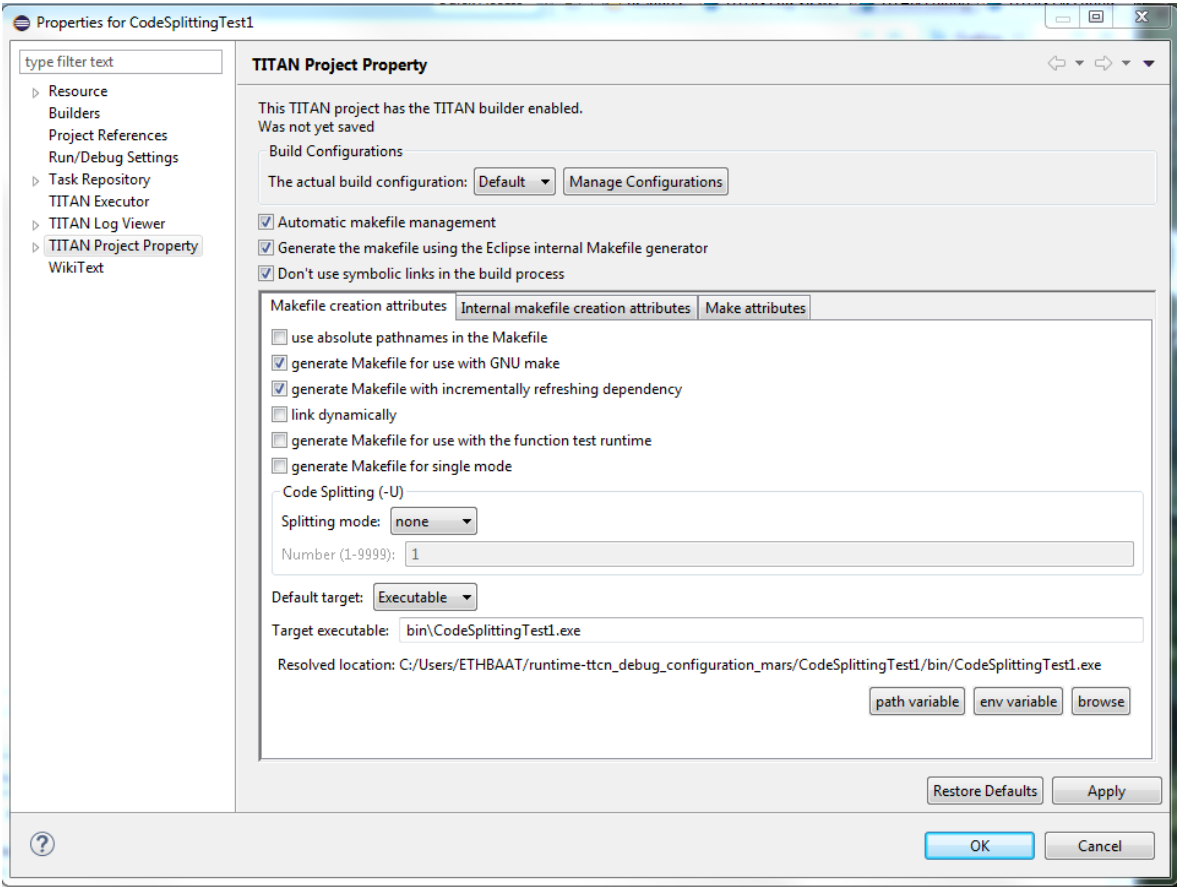 Properties for CodeSplittingTest1
type filter text
Resource
Builders
Project References
Run/Debug Settings
Task Repository
TITAN Executor
TITAN Log Viewer
TITAN Project Property
WikiText
TITAN Project Property
This TITAN project has the TITAN builder enabled.
Was not yet saved
Build Configurations
The actual build configuration: Default Manage Configurations
Automatic makefile management
Generate the makefile using the Eclipse internal Makefile generator
Don't use symbolic links in the build process
Makefile creation attributes Internal makefile creation attributes Make attributes
use absolute pathnames in the Makefile
generate Makefile for use with GNU make
generate Makefile with incrementally refreshing dependency
link dynamically
generate Makefile for use with the function test runtime
generate Makefile for single mode
Code Splitting (-U)
Splitting mode: none
Number (1-9999): 1
Default target: Executable
Target executable: bin\CodeSplittingTest1.exe
Resolved location: C:/Users/ETHBAAT/runtime-ttcn_debug_configuration_mars/CodeSplittingTest1/bin/CodeSplittingTest1.exe
path variable env variable browse
Restore Defaults Apply
OK Cancel